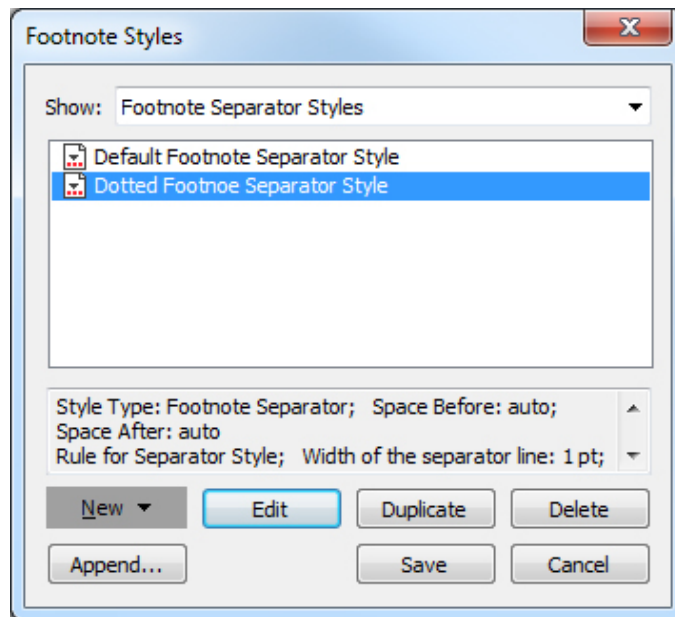 Footnote Styles
Show: Footnote Separator Styles
Default Footnote Separator Style
Dotted Footnoe Separator Style
Style Type: Footnote Separator; Space Before: auto;
Space After: auto
Rule for Separator Style; Width of the separator line: 1 pt;
New Edit Duplicate Delete
Append... Save Cancel